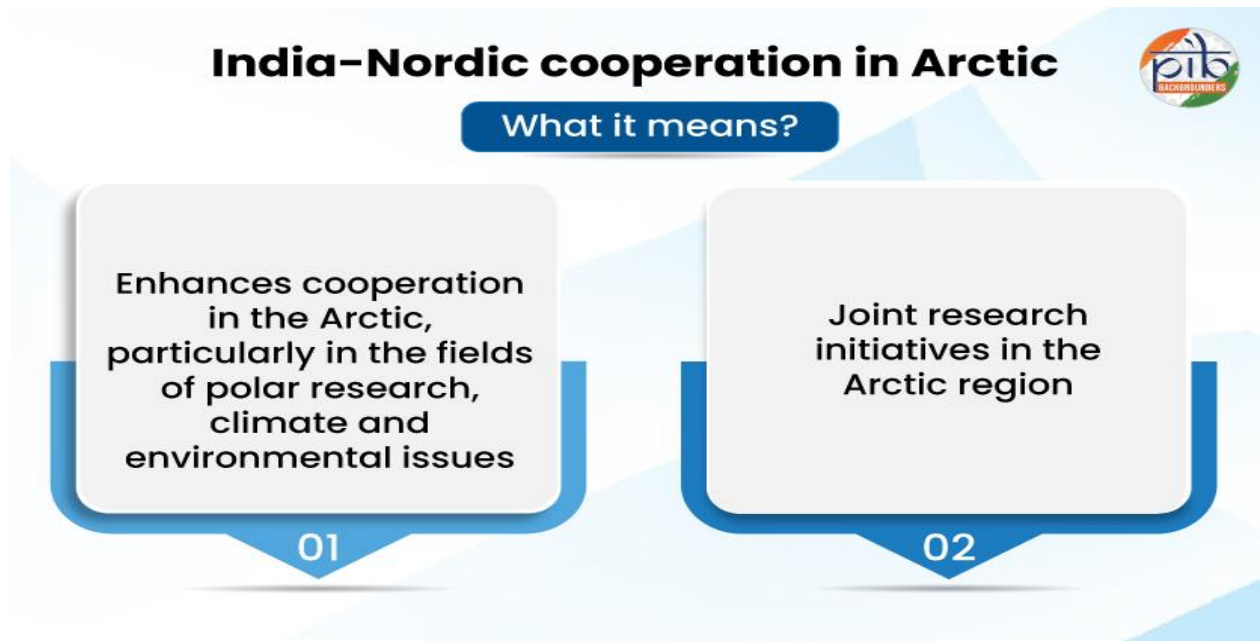 India-Nordic cooperation in Arctic
pib
BACKGROUNDERS
What it means?
Enhances cooperation
in the Arctic,
particularly in the fields
of polar research,
climate and
environmental issues
01
Joint research
initiatives in the
Arctic region
02